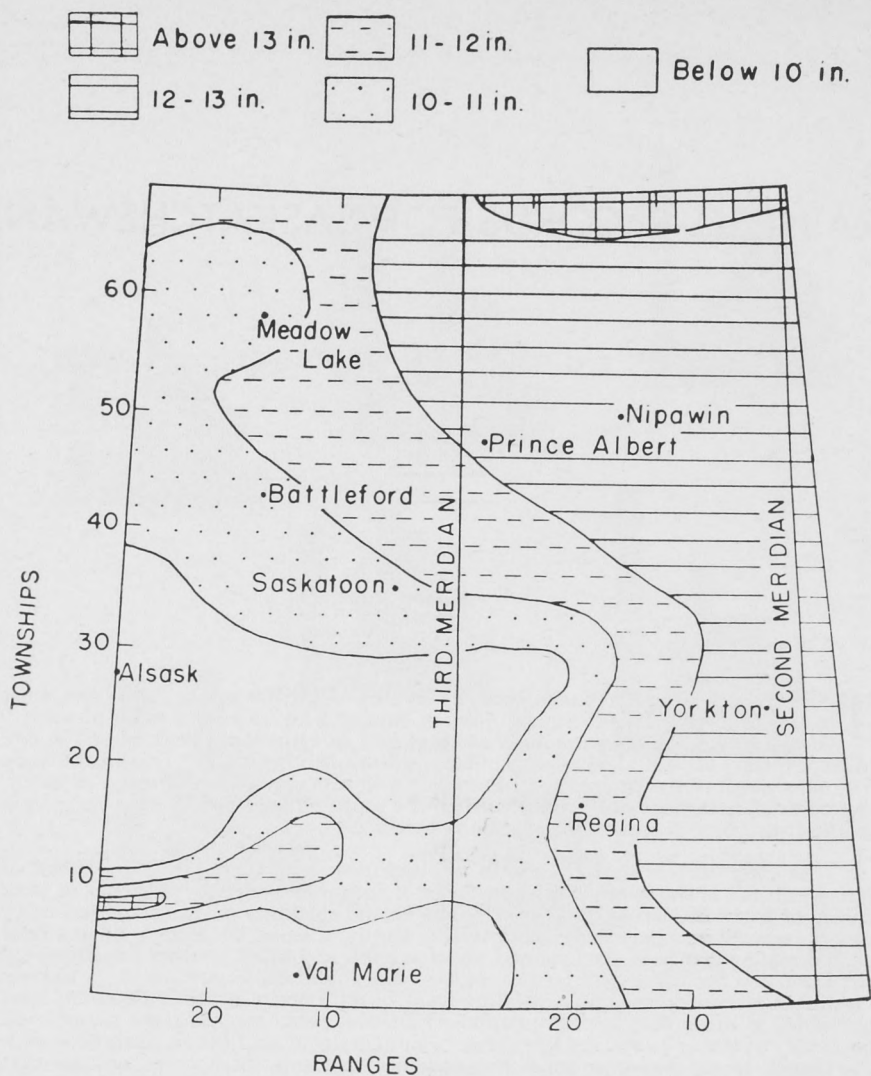 Above 13 in.
11-12 in.
Below 10 in.
12-13 in.
10-11 in.
60
Meadow
Lake
50
Nipawin
Prince Albert
Battleford
40
Saskatoon
TOWNSHIPS
THIRD MERIDIAN
SECOND MERIDIAN
30
Alsask
Yorkton
20
Regina
10
Val Marie
20
10
20
10
RANGES